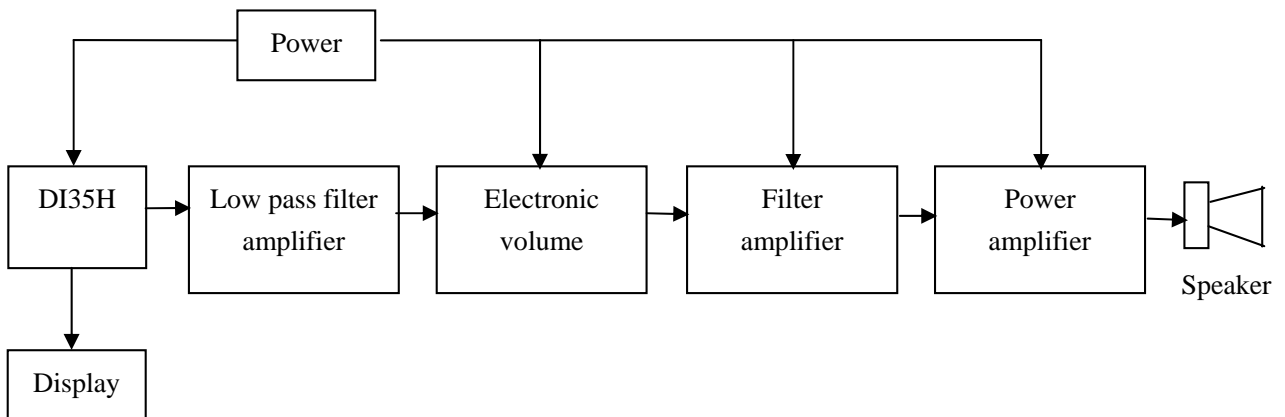 Power
DI35H
Low pass filter
amplifier
Electronic
volume
Filter
amplifier
Power
amplifier
Speaker
Display